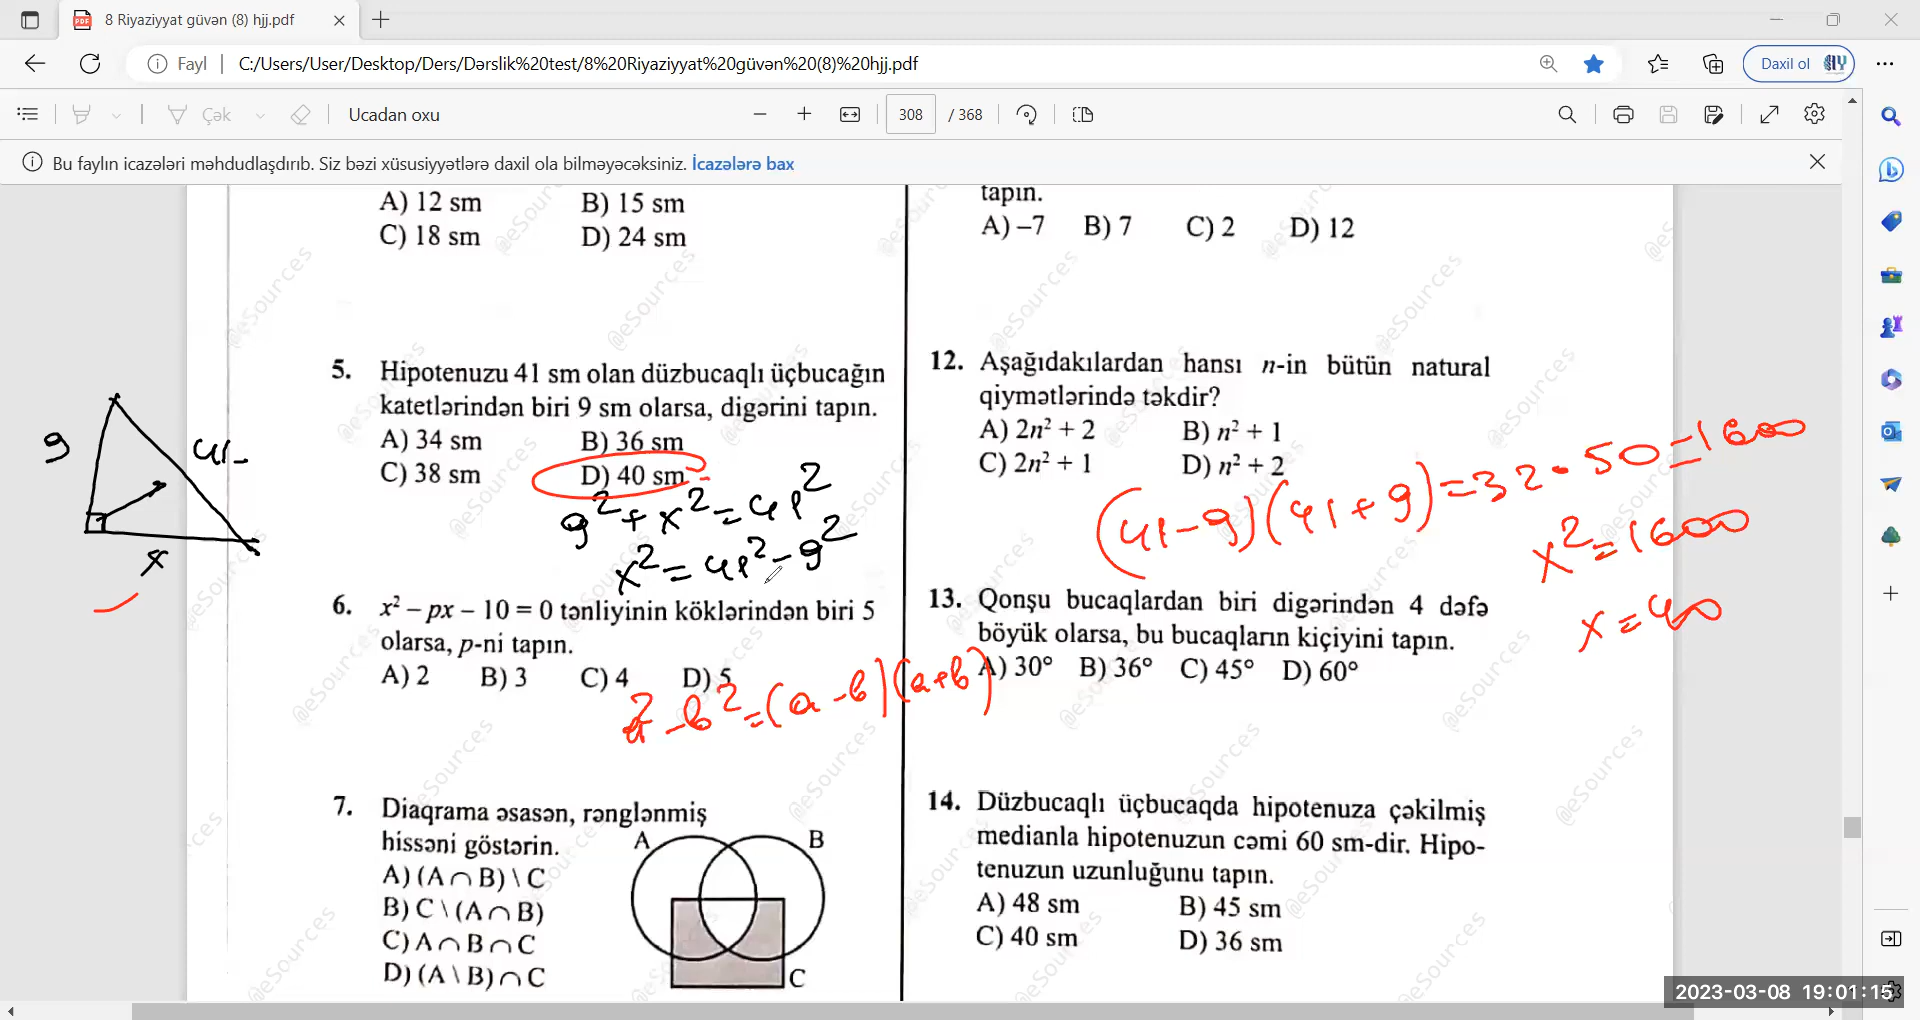 8 Riyaziyyat güvən (8) hjj.pdf
Fayl
C:/Users/User/Desktop/Ders/Dərslik%20test/8%20Riyaziyyat%20güvən%20(8)%20hjj.pdf
Daxil ol
Çək
Ucadan oxu
308 / 368
Bu faylın icazələri məhdudlaşdırıb. Siz bəzi xüsusiyyətlərə daxil ola bilməyəcəksiniz. İcazələrə bax
A) 12 sm B) 15 sm
C) 18 sm D) 24 sm
5. Hipotenuzu 41 sm olan düzbucaqlı üçbucağın
katetlərindən biri 9 sm olarsa, digərini tapın.
A) 34 sm B) 36 sm
C) 38 sm D) 40 sm
9² + x² = 41²
x² = 41² - 9²
9
41
x
6. x² – px – 10 = 0 tənliyinin köklərindən biri 5
olarsa, p-ni tapın.
A) 2 B) 3 C) 4 D) 5
a² - b² = (a - b)(a+b)
7. Diaqrama əsasən, rənglənmiş
hissəni göstərin.
A) (A ∩ B) \ C
B) C \ (A ∩ B)
C) A ∩ B ∩ C
D) (A \ B) ∩ C
A
B
C
tapın.
A) –7 B) 7 C) 2 D) 12
12. Aşağıdakılardan hansı n-in bütün natural
qiymətlərində təkdir?
A) 2n² + 2 B) n² + 1
C) 2n² + 1 D) n² + 2
(41-9)(41+9)=32·50=1600
x²=1600
x=40
13. Qonşu bucaqlardan biri digərindən 4 dəfə
böyük olarsa, bu bucaqların kiçiyini tapın.
A) 30° B) 36° C) 45° D) 60°
14. Düzbucaqlı üçbucaqda hipotenuza çəkilmiş
medianla hipotenuzun cəmi 60 sm-dir. Hipo-
tenuzun uzunluğunu tapın.
A) 48 sm B) 45 sm
C) 40 sm D) 36 sm
@eSources
2023-03-08 19:01:15